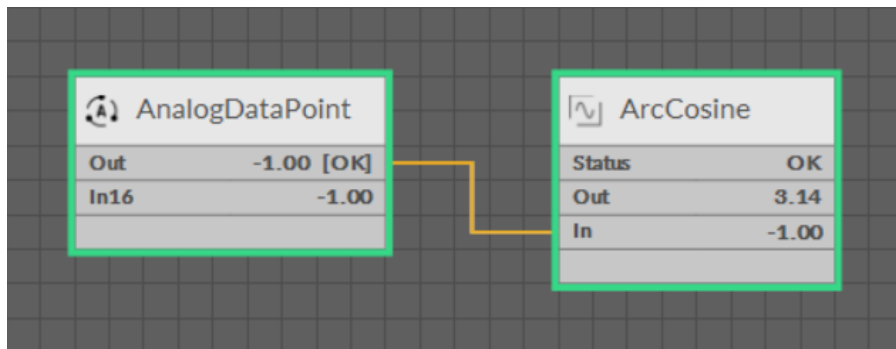 AnalogDataPoint
Out -1.00 [OK]
In16 -1.00
ArcCosine
Status OK
Out 3.14
In -1.00